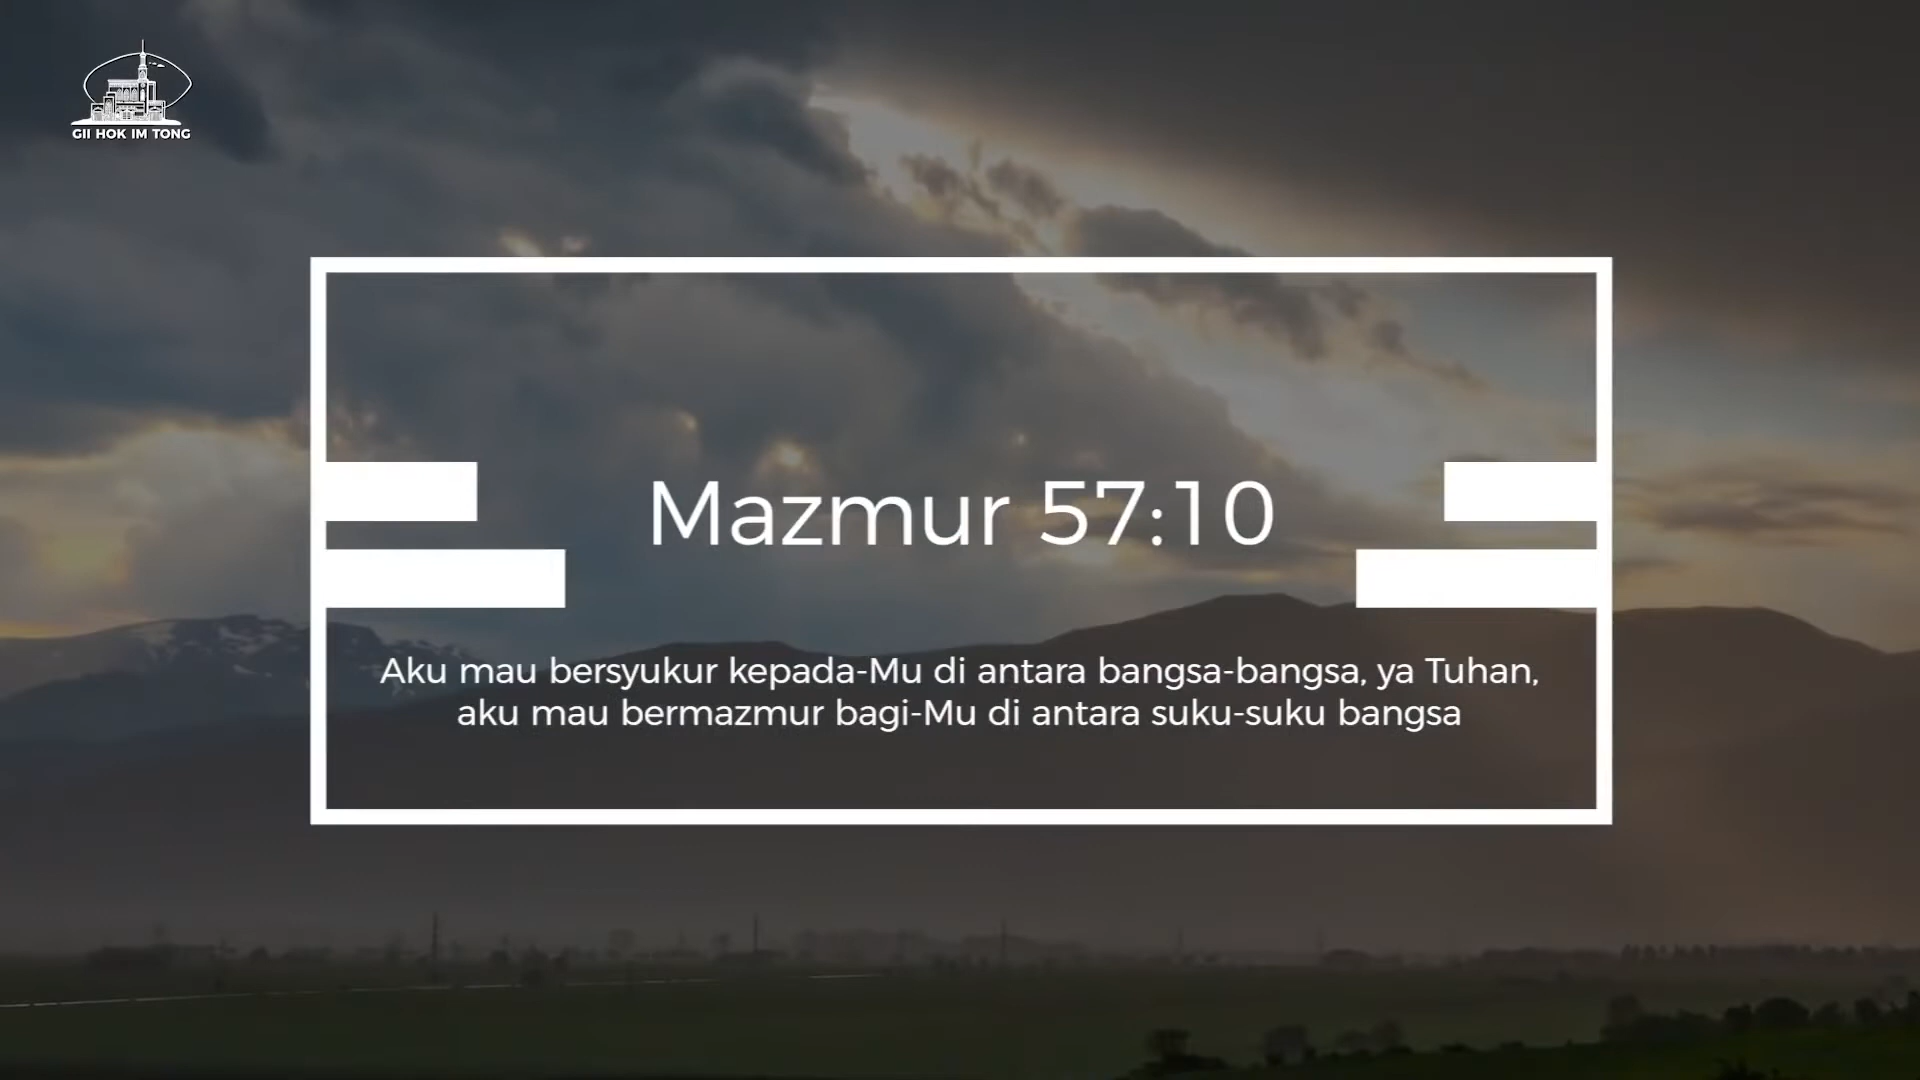 GII HOK IM TONG
Mazmur 57:10
Aku mau bersyukur kepada-Mu di antara bangsa-bangsa, ya Tuhan,
aku mau bermazmur bagi-Mu di antara suku-suku bangsa